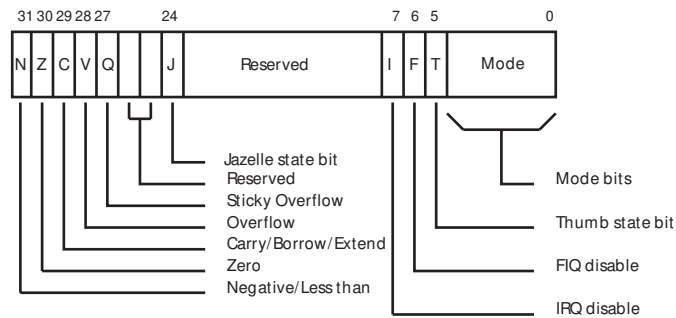 31 30 29 28 27 24 7 6 5 0
N Z C V Q J Reserved I F T Mode
Jazelle state bit
Reserved
Mode bits
Sticky Overflow
Overflow
Thumb state bit
Carry/Borrow/Extend
Zero
FIQ disable
Negative/Less than
IRQ disable